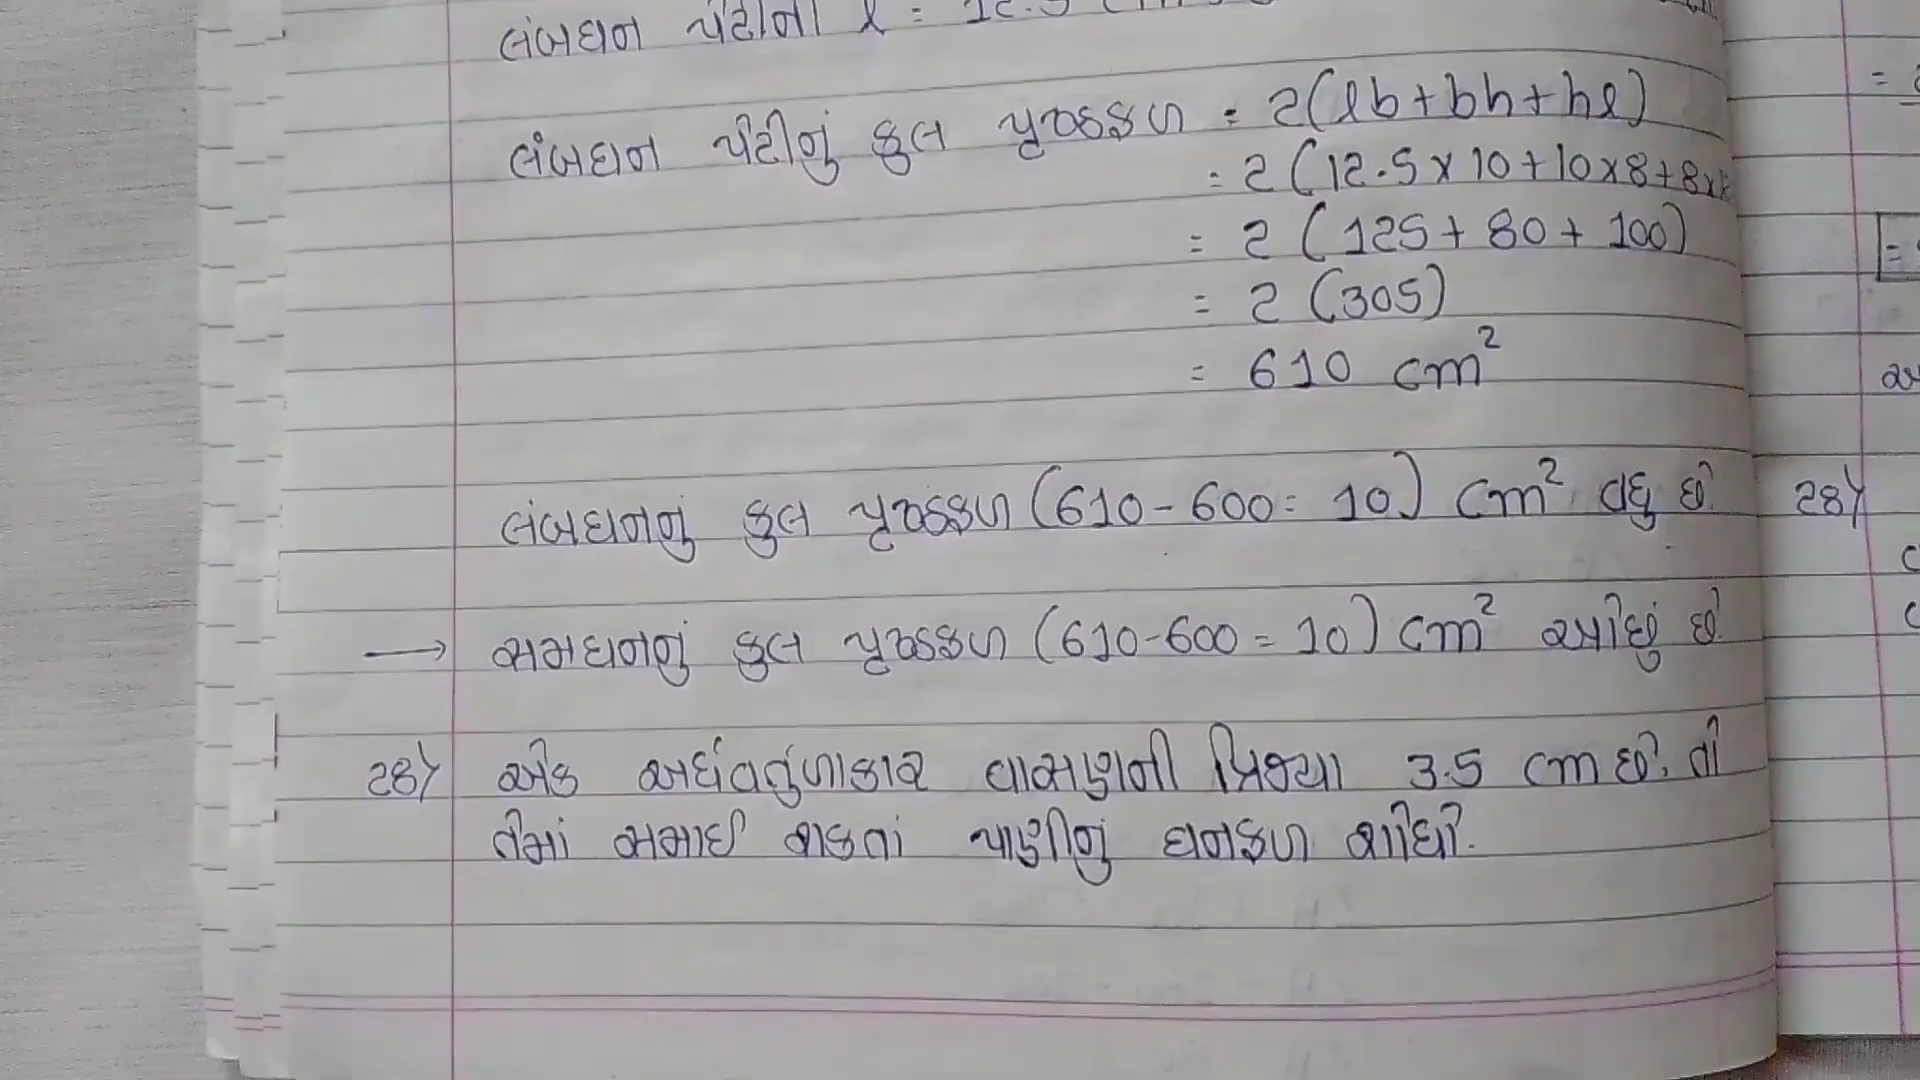 લંબઘન પેટીની l =
લંબઘન પેટીનું કુલ પૃષ્ઠફળ = 2(lb+bh+hl)
= 2 (12.5 x 10 + 10 x 8 + 8 x
= 2 (125 + 80 + 100)
= 2 (305)
= 610 cm²
લંબઘનનું કુલ પૃષ્ઠફળ (610 - 600 = 10) cm² વધુ છે.
→ સમઘનનું કુલ પૃષ્ઠફળ (610-600 = 10) cm² ઓછું છે.
28) એક અર્ધવર્તુળાકાર વાસણની ત્રિજ્યા 3.5 cm છે. તો
તેમાં સમાઈ શકતાં પાણીનું ઘનફળ શોધો.
28)